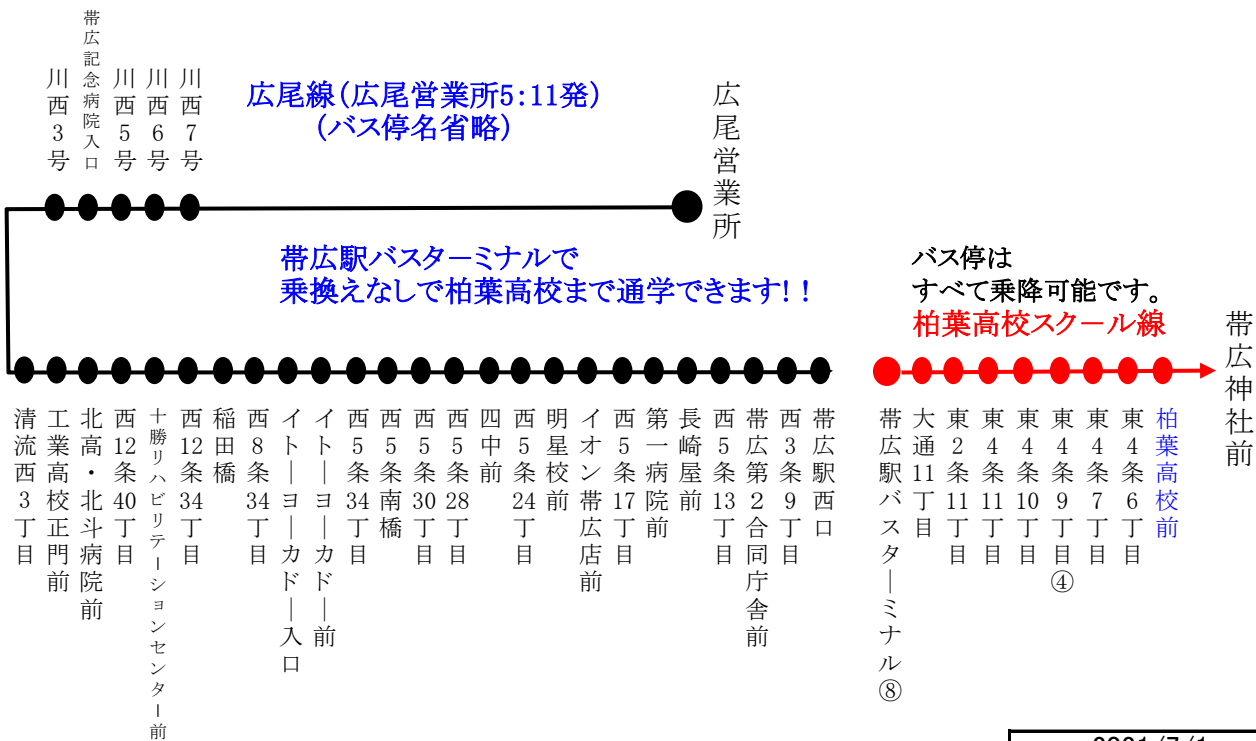 川西3号
帯広記念病院入口
川西5号
川西6号
川西7号
広尾線(広尾営業所5:11発)
(バス停名省略)
広尾営業所
帯広駅バスターミナルで
乗換えなしで柏葉高校まで通学できます!!
バス停は
すべて乗降可能です。
柏葉高校スクール線
帯広神社前
清流西3丁目
工業高校正門前
北高・北斗病院前
西12条40丁目
十勝リハビリテーションセンター前
西12条34丁目
稲田橋
西8条34丁目
イトーヨーカドー入口
イトーヨーカドー前
西5条34丁目
西5条南橋
西5条30丁目
西5条28丁目
四中前
西5条24丁目
明星校前
イオン帯広店前
西5条17丁目
第一病院前
長崎屋前
西5条13丁目
帯広第2合同庁舎前
西3条9丁目
帯広駅西口
帯広駅バスターミナル⑧
大通11丁目
東2条11丁目
東4条11丁目
東4条10丁目
東4条9丁目④
東4条7丁目
東4条6丁目
柏葉高校前